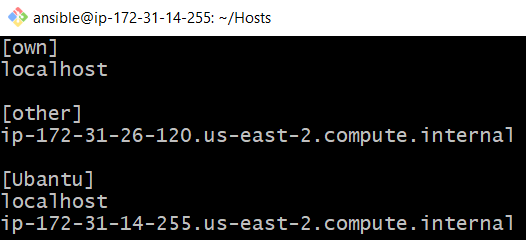 ansible@ip-172-31-14-255: ~/Hosts
[own]
localhost
[other]
ip-172-31-26-120.us-east-2.compute.internal
[Ubantu]
localhost
ip-172-31-14-255.us-east-2.compute.internal